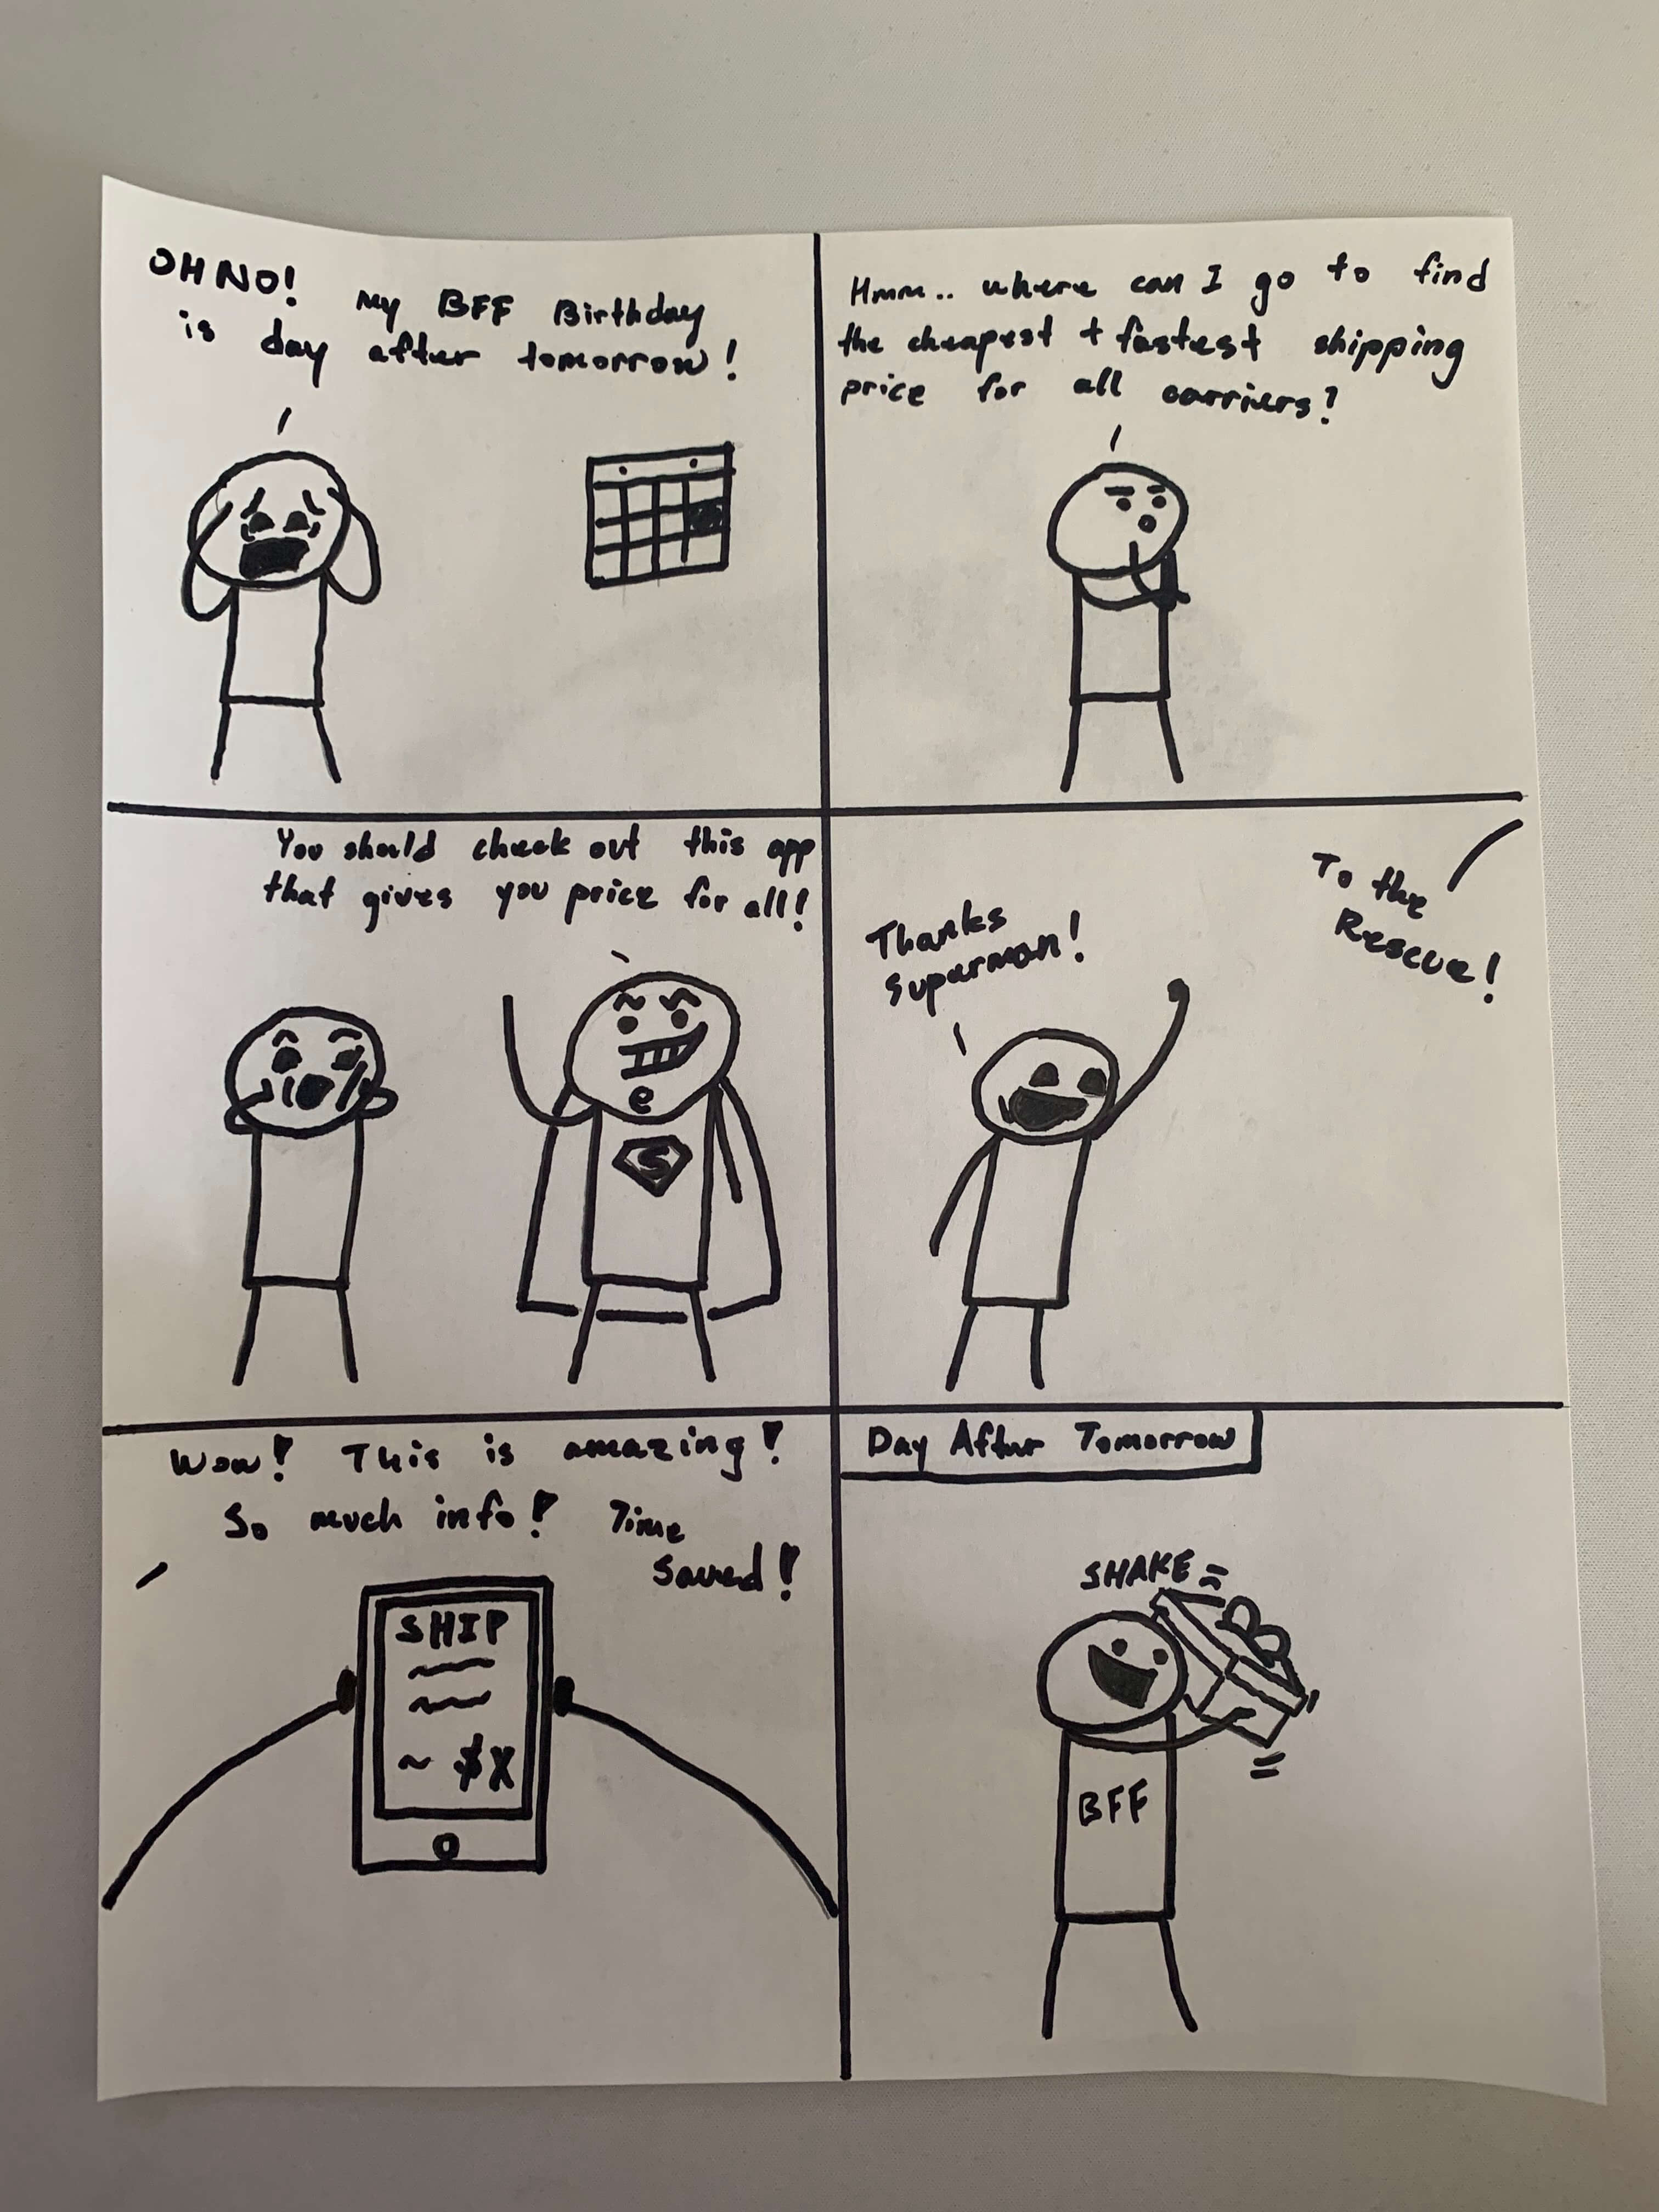 OH NO! My BFF Birthday
is day after tomorrow!
Hmm.. where can I go to find
the cheapest + fastest shipping
price for all carriers?
You should check out this app
that gives you price for all!
S
Thanks
Superman!
To the
Rescue!
Wow! This is amazing!
So much info! Time
Saved!
SHIP
~ $X
Day After Tomorrow
SHAKE
BFF